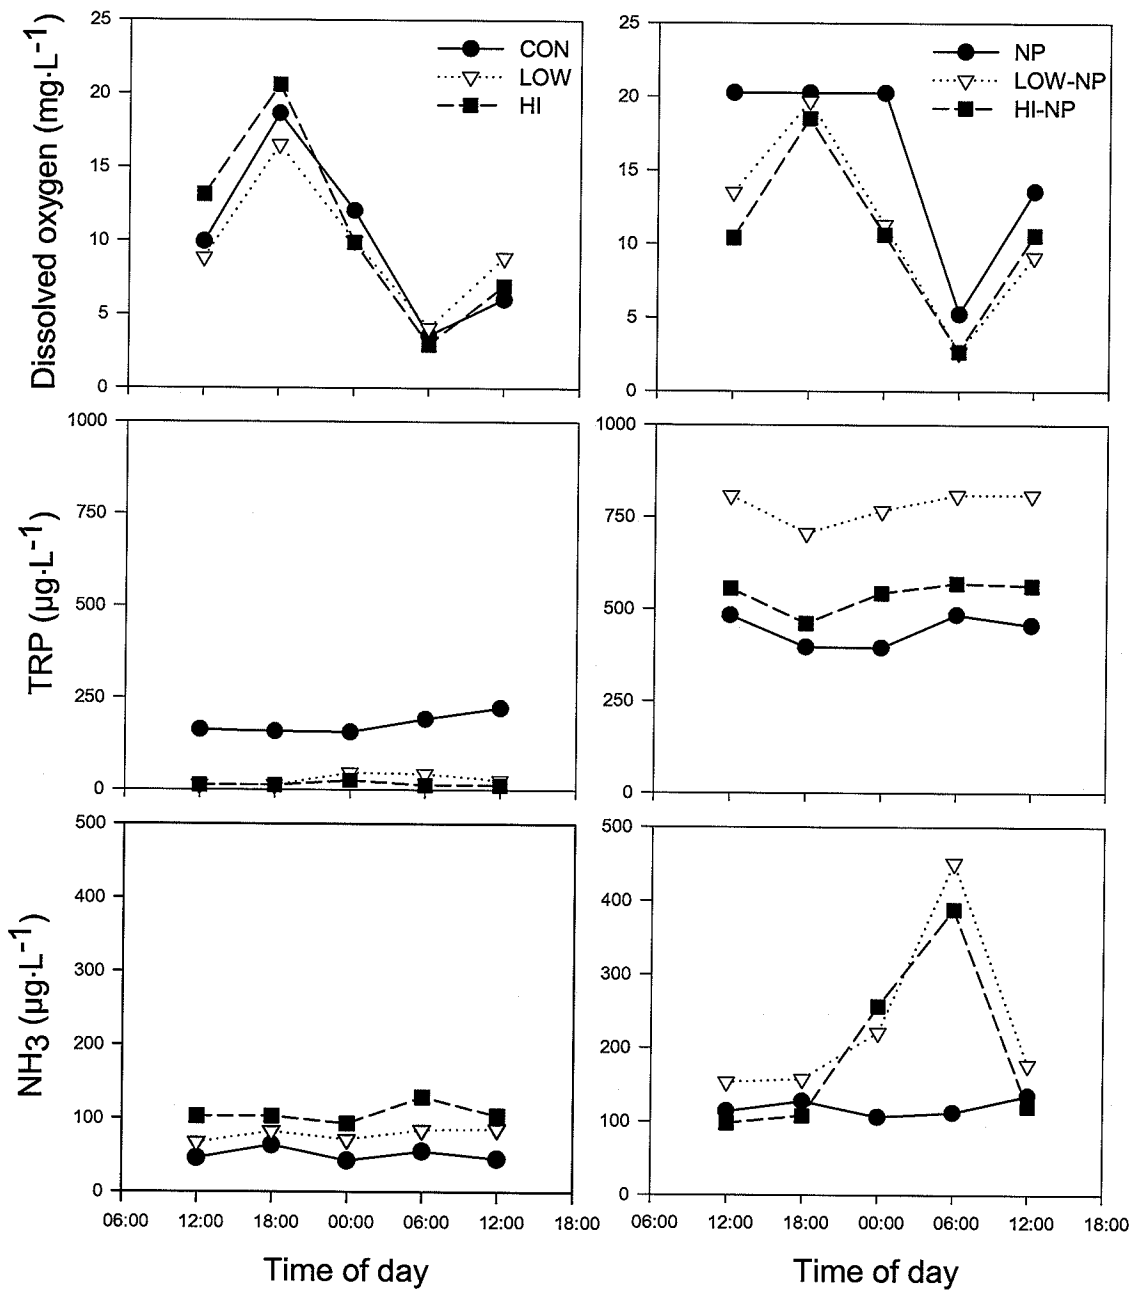 Dissolved oxygen (mg·L⁻¹)
25
20
15
10
5
0
CON
LOW
HI
25
20
15
10
5
0
NP
LOW-NP
HI-NP
TRP (µg·L⁻¹)
1000
750
500
250
0
1000
750
500
250
0
NH3 (µg·L⁻¹)
500
400
300
200
100
0
500
400
300
200
100
0
06:00 12:00 18:00 00:00 06:00 12:00 18:00
06:00 12:00 18:00 00:00 06:00 12:00 18:00
Time of day
Time of day